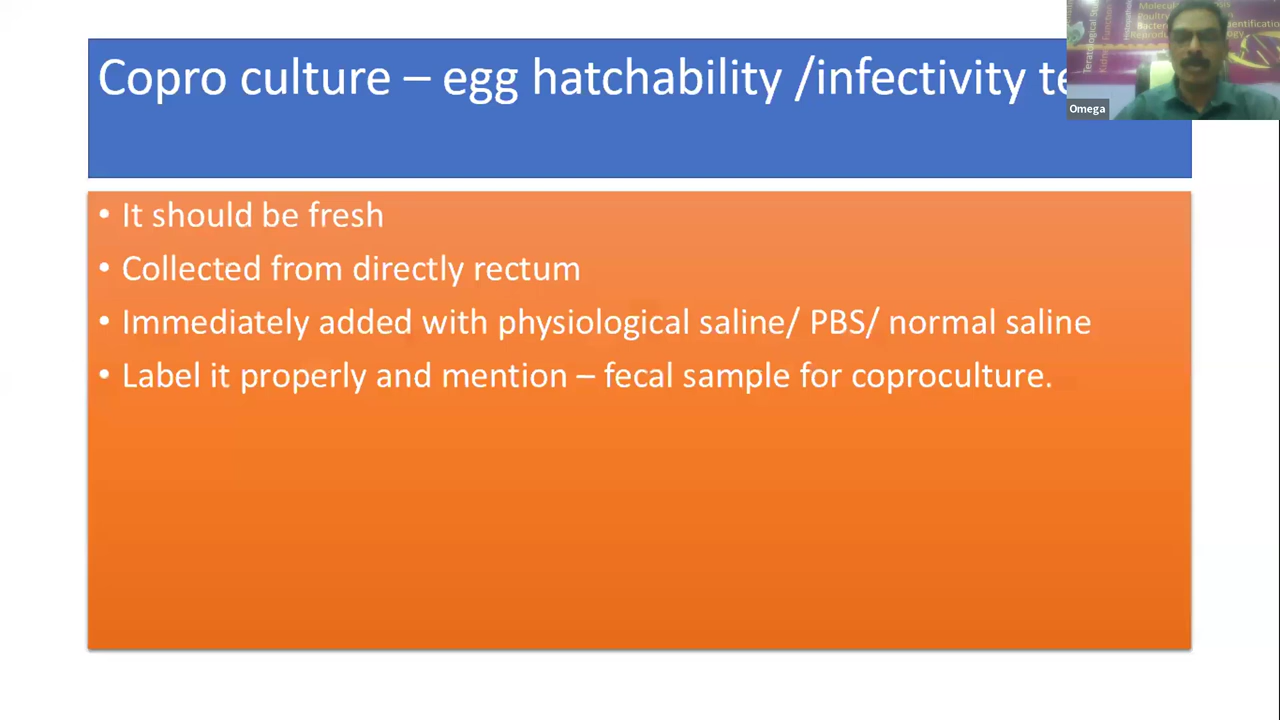 Copro culture – egg hatchability /infectivity
• It should be fresh
• Collected from directly rectum
• Immediately added with physiological saline/ PBS/ normal saline
• Label it properly and mention – fecal sample for coproculture.
Omega